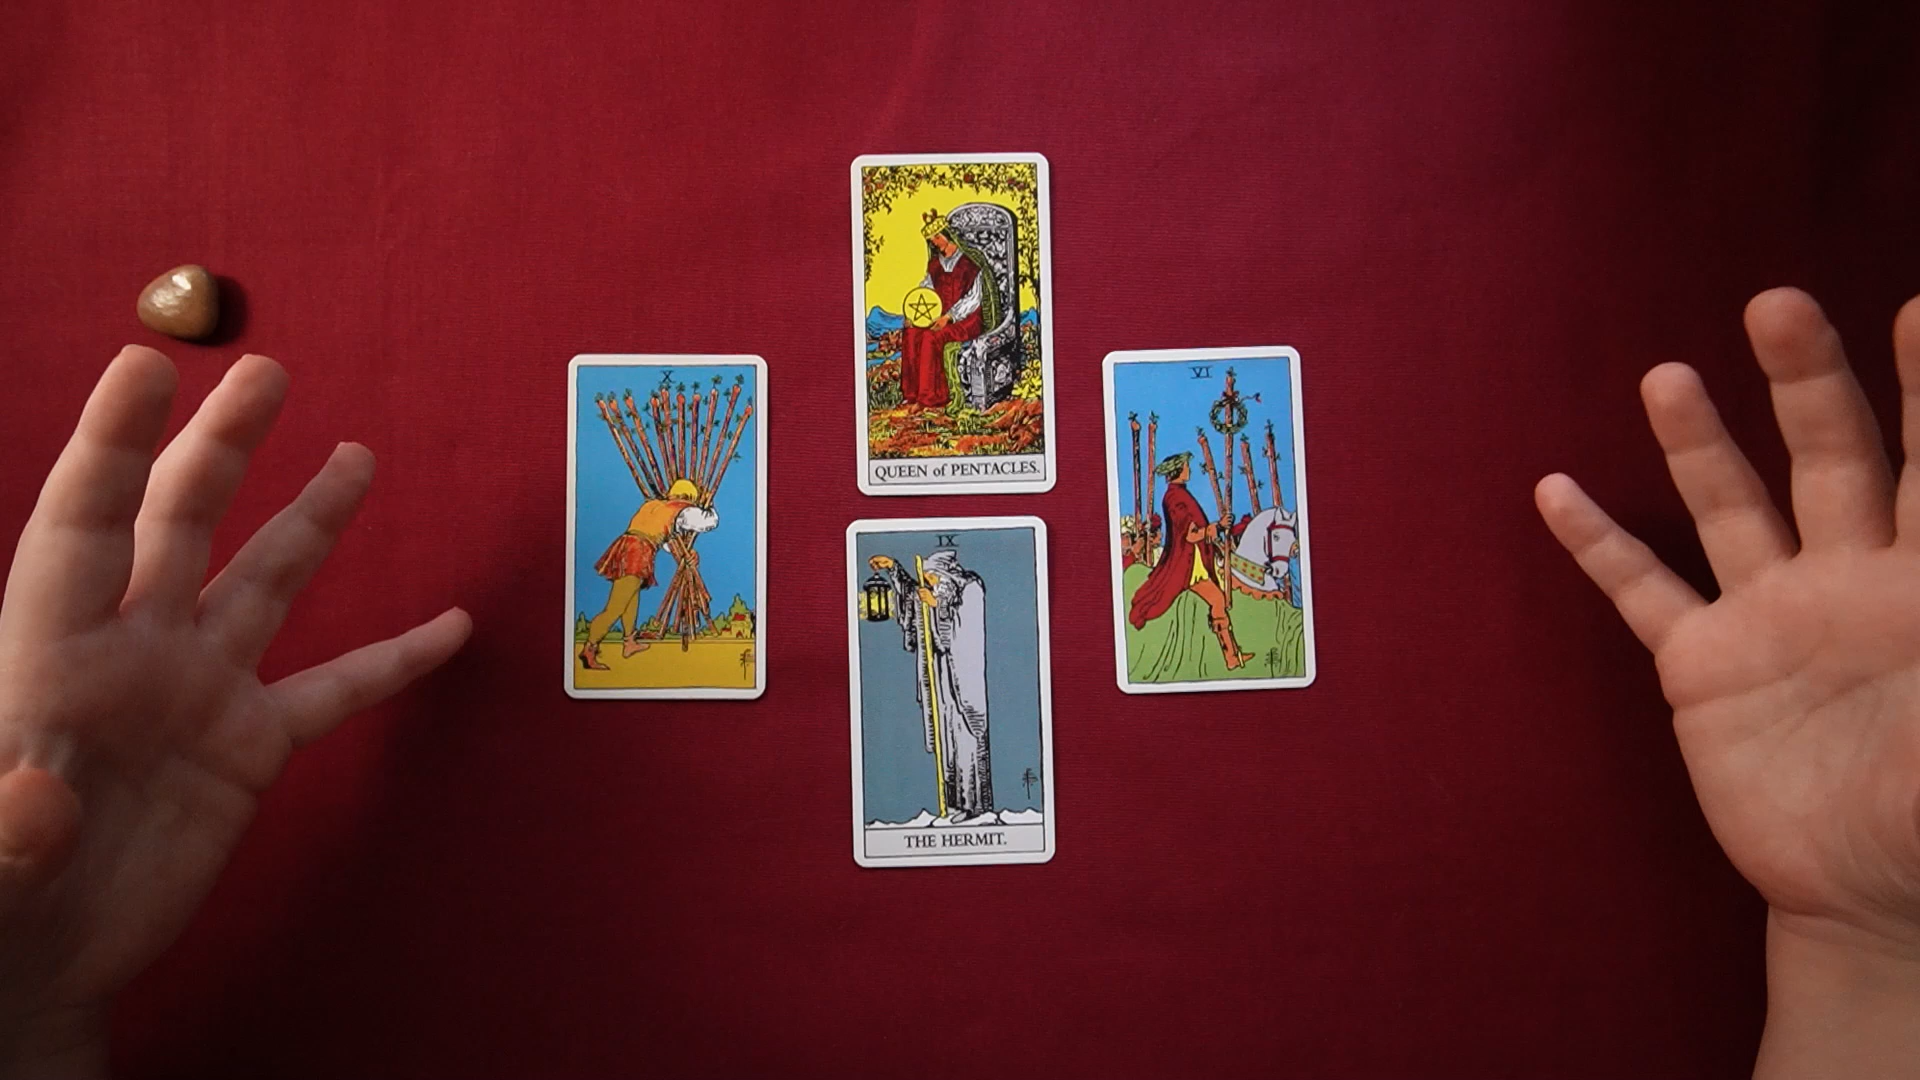 QUEEN of PENTACLES.
X
VI
IX
THE HERMIT.